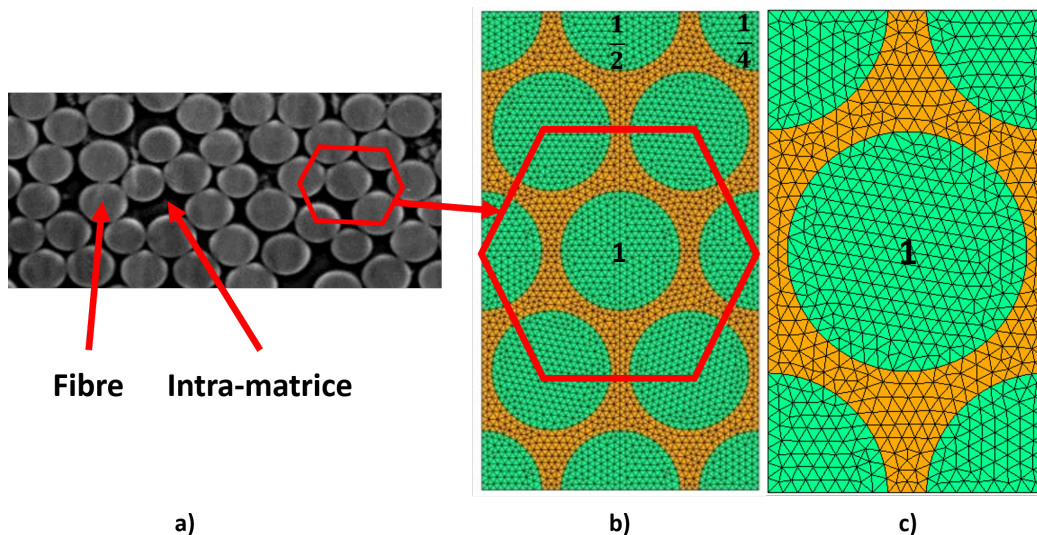 1/2
1/4
1
1
Fibre
Intra-matrice
a)
b)
c)